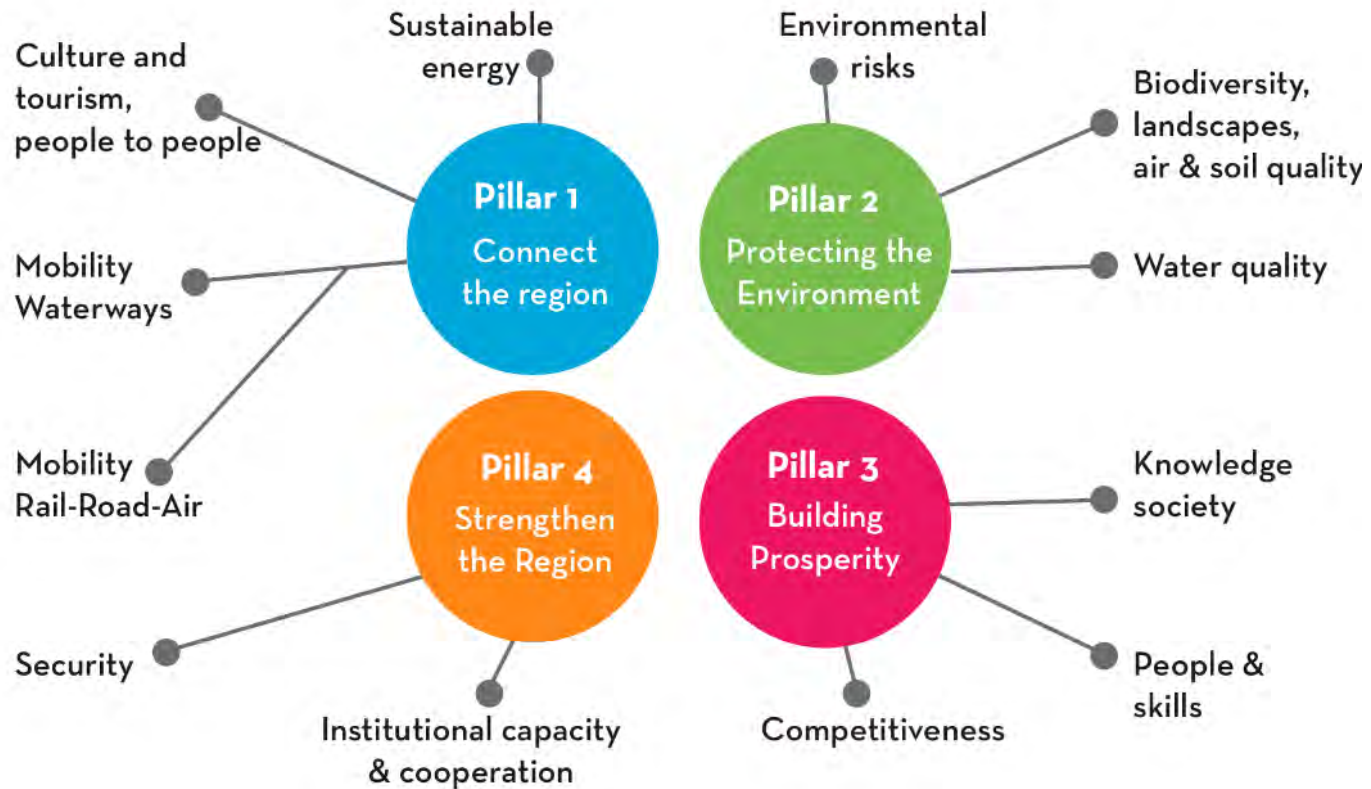 Sustainable
energy
Culture and
tourism,
people to people
Mobility
Waterways
Mobility
Rail-Road-Air
Pillar 1
Connect
the region
Environmental
risks
Biodiversity,
landscapes,
air & soil quality
Water quality
Pillar 2
Protecting the
Environment
Pillar 4
Strengthen
the Region
Security
Institutional capacity
& cooperation
Pillar 3
Building
Prosperity
Knowledge
society
People &
skills
Competitiveness